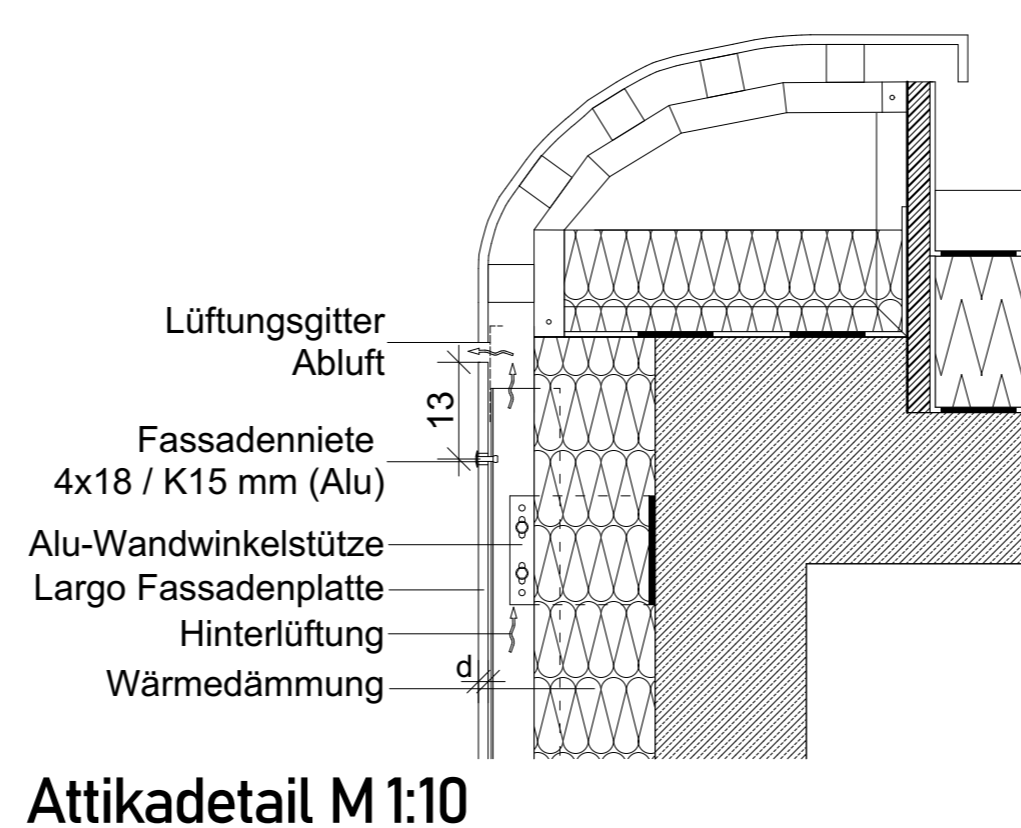 Lüftungsgitter
Abluft
13
Fassadenniete
4x18 / K15 mm (Alu)
Alu-Wandwinkelstütze
Largo Fassadenplatte
Hinterlüftung
d
Wärmedämmung
Attikadetail M 1:10